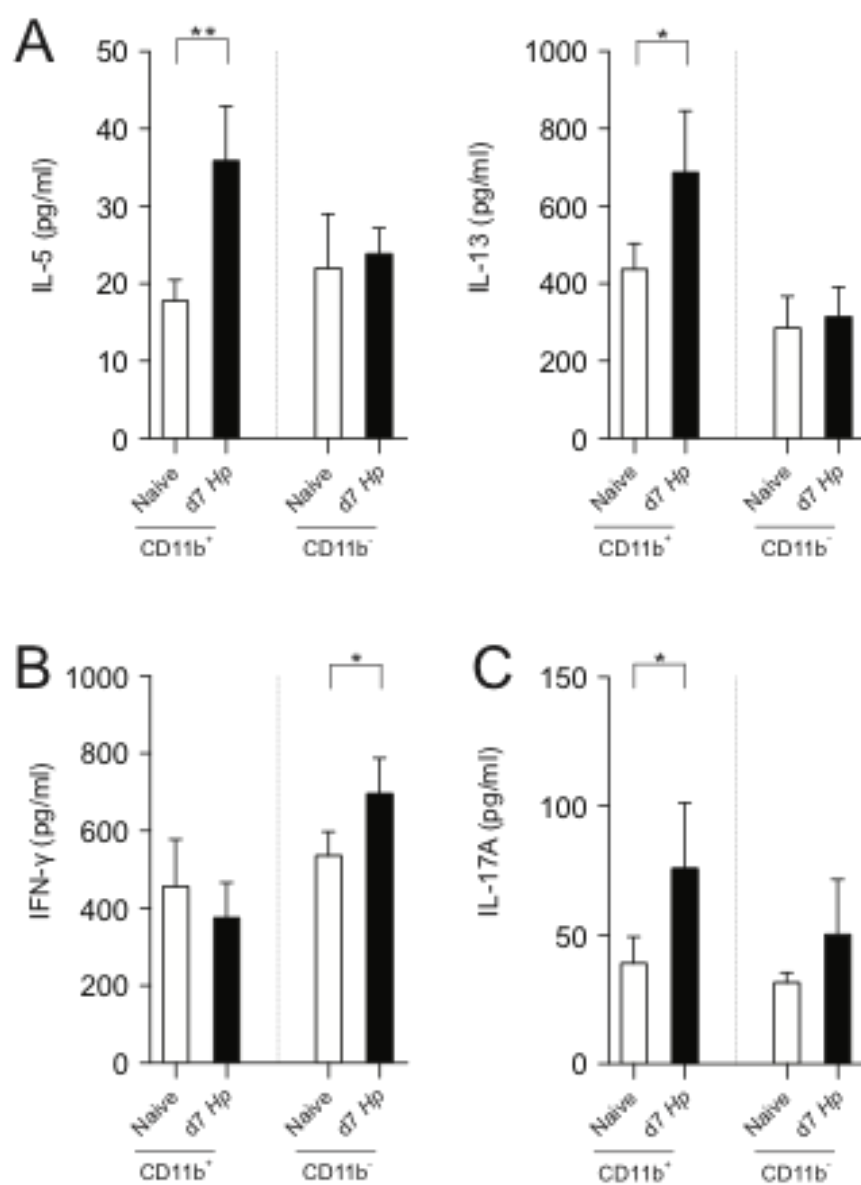 A
IL-5 (pg/ml)
50
40
30
20
10
0
**
Naive
d7 Hp
Naive
d7 Hp
CD11b⁺
CD11b⁻
IL-13 (pg/ml)
1000
800
600
400
200
0
*
Naive
d7 Hp
Naive
d7 Hp
CD11b⁺
CD11b⁻
B
IFN-γ (pg/ml)
1000
800
600
400
200
0
*
Naive
d7 Hp
Naive
d7 Hp
CD11b⁺
CD11b⁻
C
IL-17A (pg/ml)
150
100
50
0
*
Naive
d7 Hp
Naive
d7 Hp
CD11b⁺
CD11b⁻